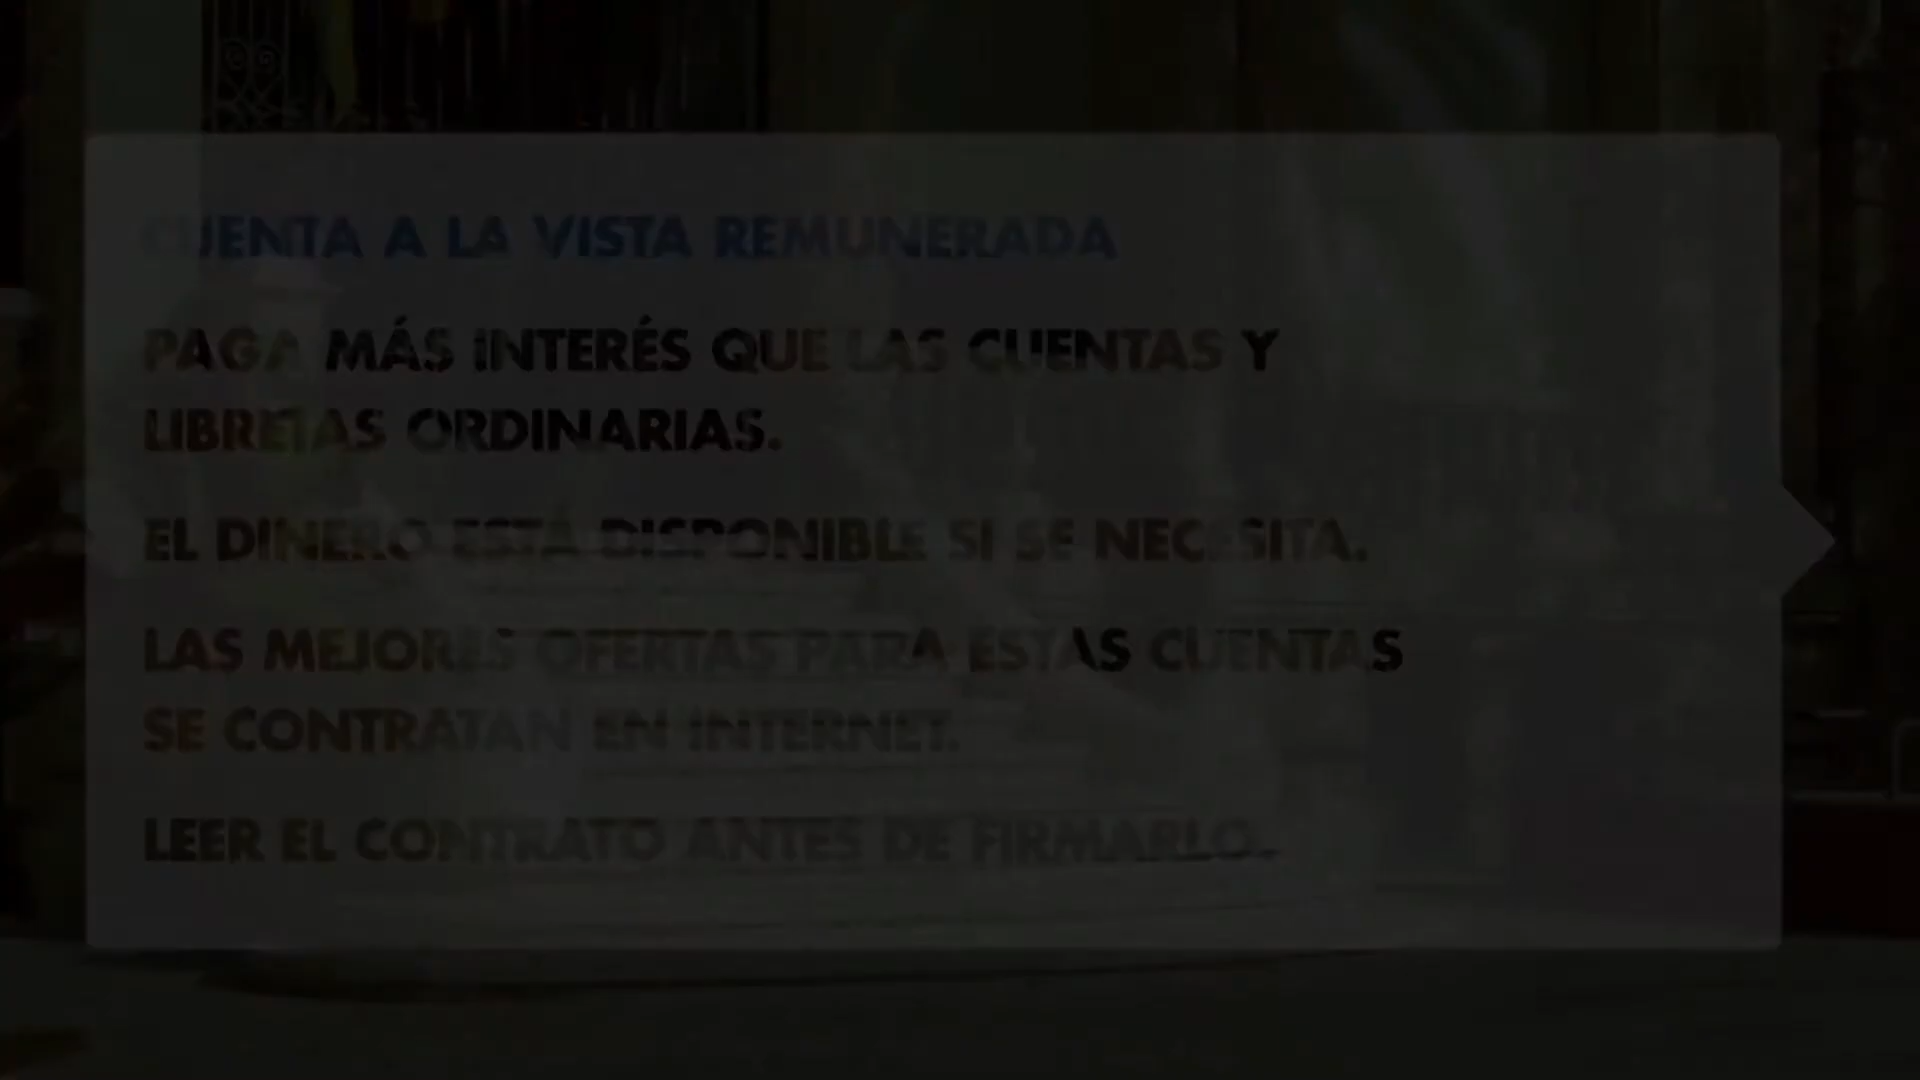 CUENTA A LA VISTA REMUNERADA
PAGA MÁS INTERÉS QUE LAS CUENTAS Y
LIBRETAS ORDINARIAS.
EL DINERO ESTÁ DISPONIBLE SI SE NECESITA.
LAS MEJORES OFERTAS PARA ESTAS CUENTAS
SE CONTRATAN EN INTERNET.
LEER EL CONTRATO ANTES DE FIRMARLO.